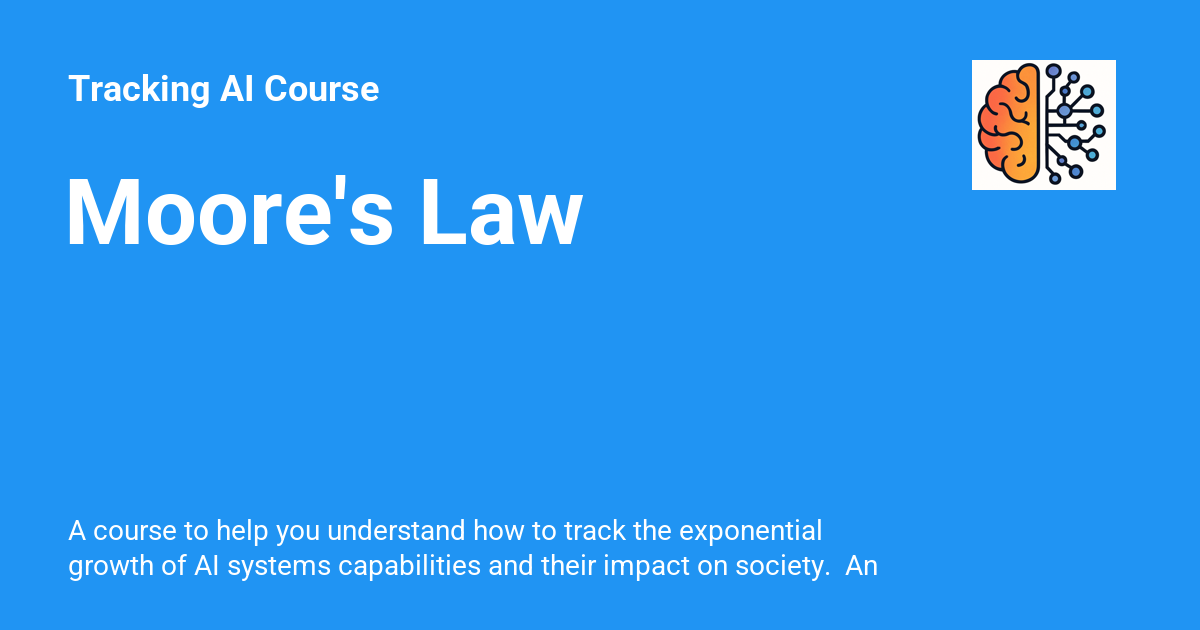 Tracking AI Course
Moore's Law
A course to help you understand how to track the exponential
growth of AI systems capabilities and their impact on society.  An